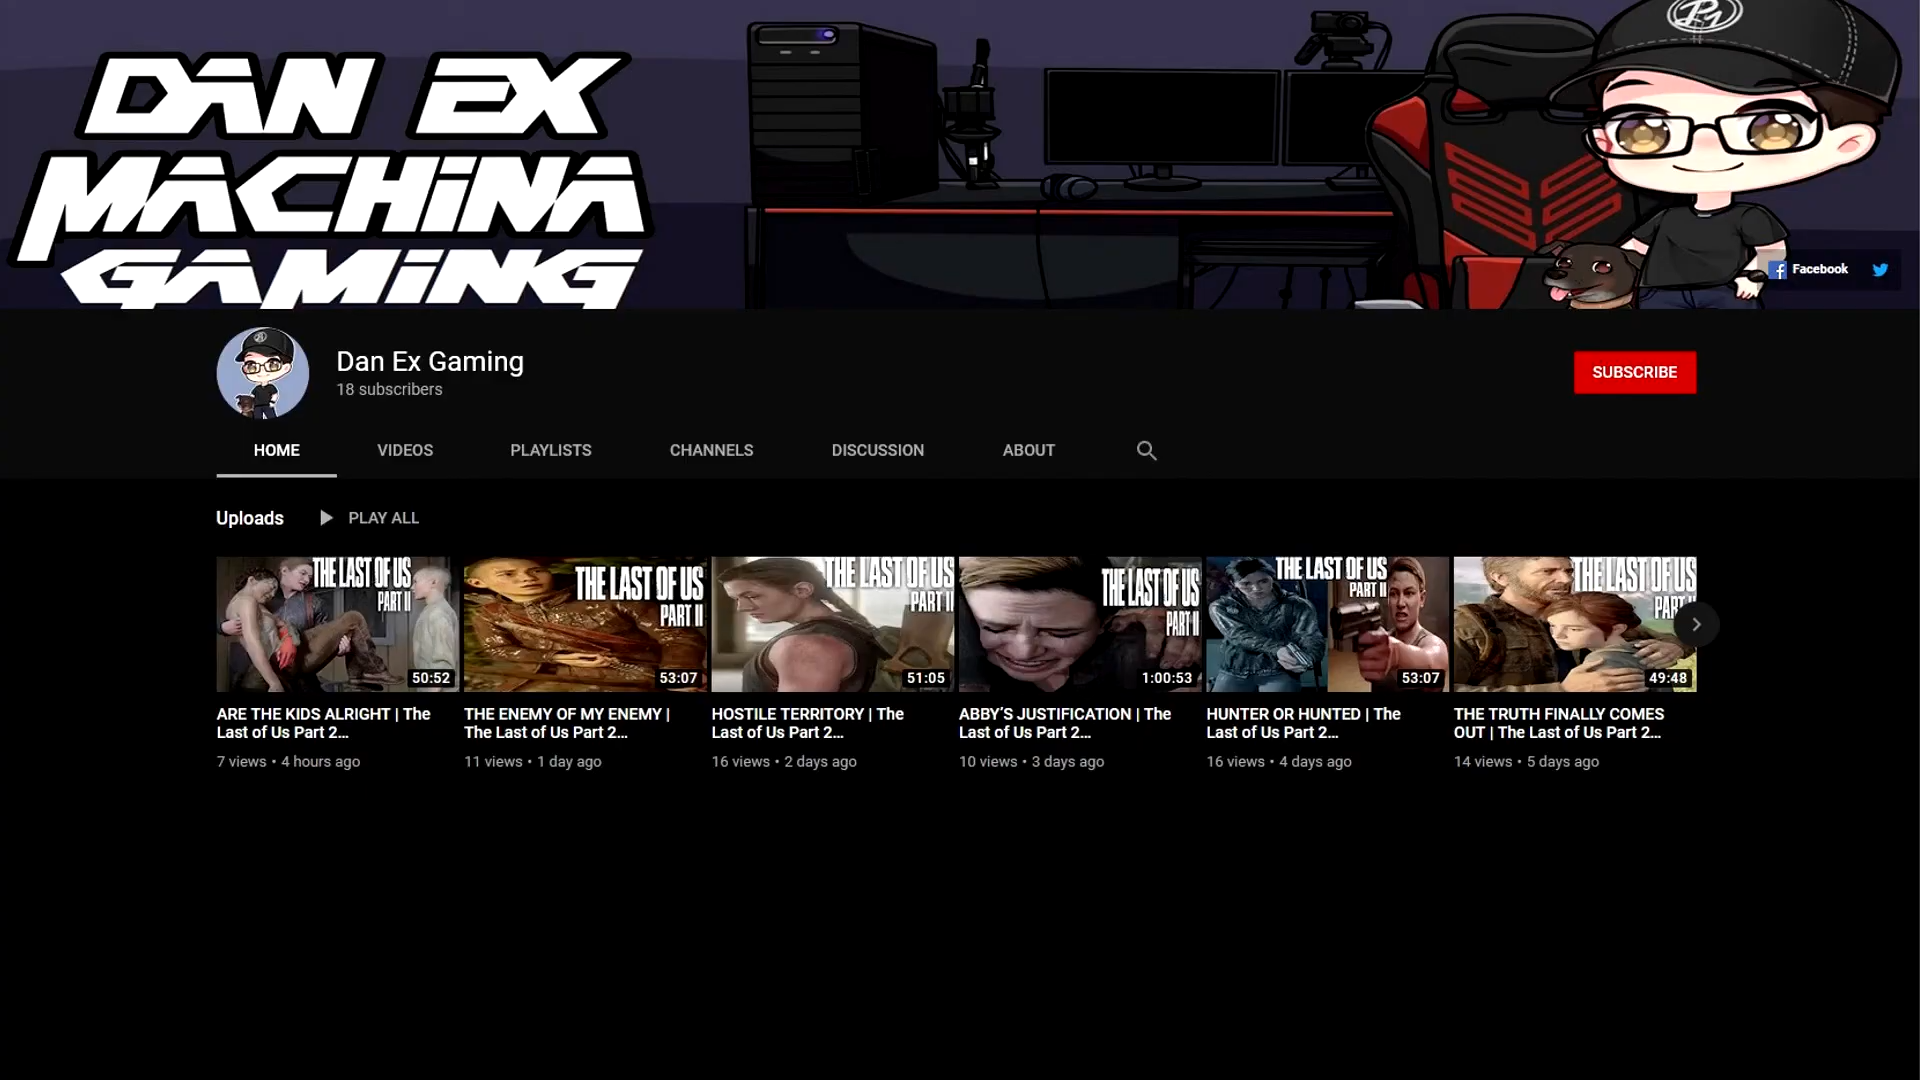 DAN EX
MACHINA
GAMING
Facebook
Dan Ex Gaming
18 subscribers
SUBSCRIBE
HOME
VIDEOS
PLAYLISTS
CHANNELS
DISCUSSION
ABOUT
Uploads
PLAY ALL
THE LAST OF US
PART II
50:52
THE LAST OF US
PART II
53:07
THE LAST OF US
PART II
51:05
THE LAST OF US
PART II
1:00:53
THE LAST OF US
PART II
53:07
THE LAST OF US
PART II
49:48
ARE THE KIDS ALRIGHT | The
Last of Us Part 2...
7 views • 4 hours ago
THE ENEMY OF MY ENEMY |
The Last of Us Part 2...
11 views • 1 day ago
HOSTILE TERRITORY | The
Last of Us Part 2...
16 views • 2 days ago
ABBY’S JUSTIFICATION | The
Last of Us Part 2...
10 views • 3 days ago
HUNTER OR HUNTED | The
Last of Us Part 2...
16 views • 4 days ago
THE TRUTH FINALLY COMES
OUT | The Last of Us Part 2...
14 views • 5 days ago